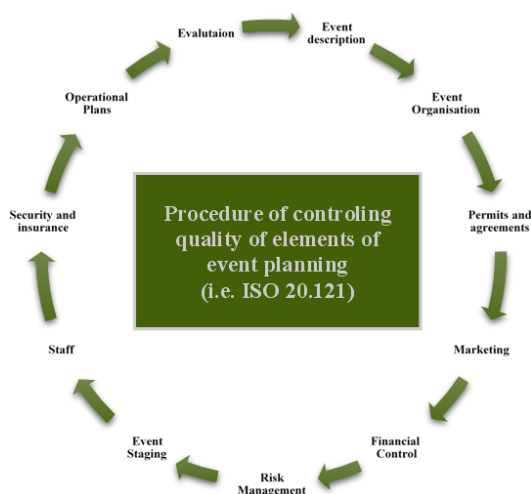 Evalutaion
Event
description
Event
Organisation
Permits and
agreements
Marketing
Financial
Control
Risk
Management
Event
Staging
Staff
Security and
insurance
Operational
Plans
Procedure of controling
quality of elements of
event planning
(i.e. ISO 20.121)